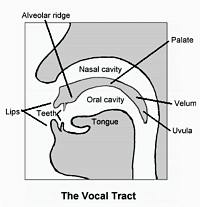 Alveolar ridge
Palate
Nasal cavity
Lips
Teeth
Oral cavity
Velum
Tongue
Uvula
The Vocal Tract